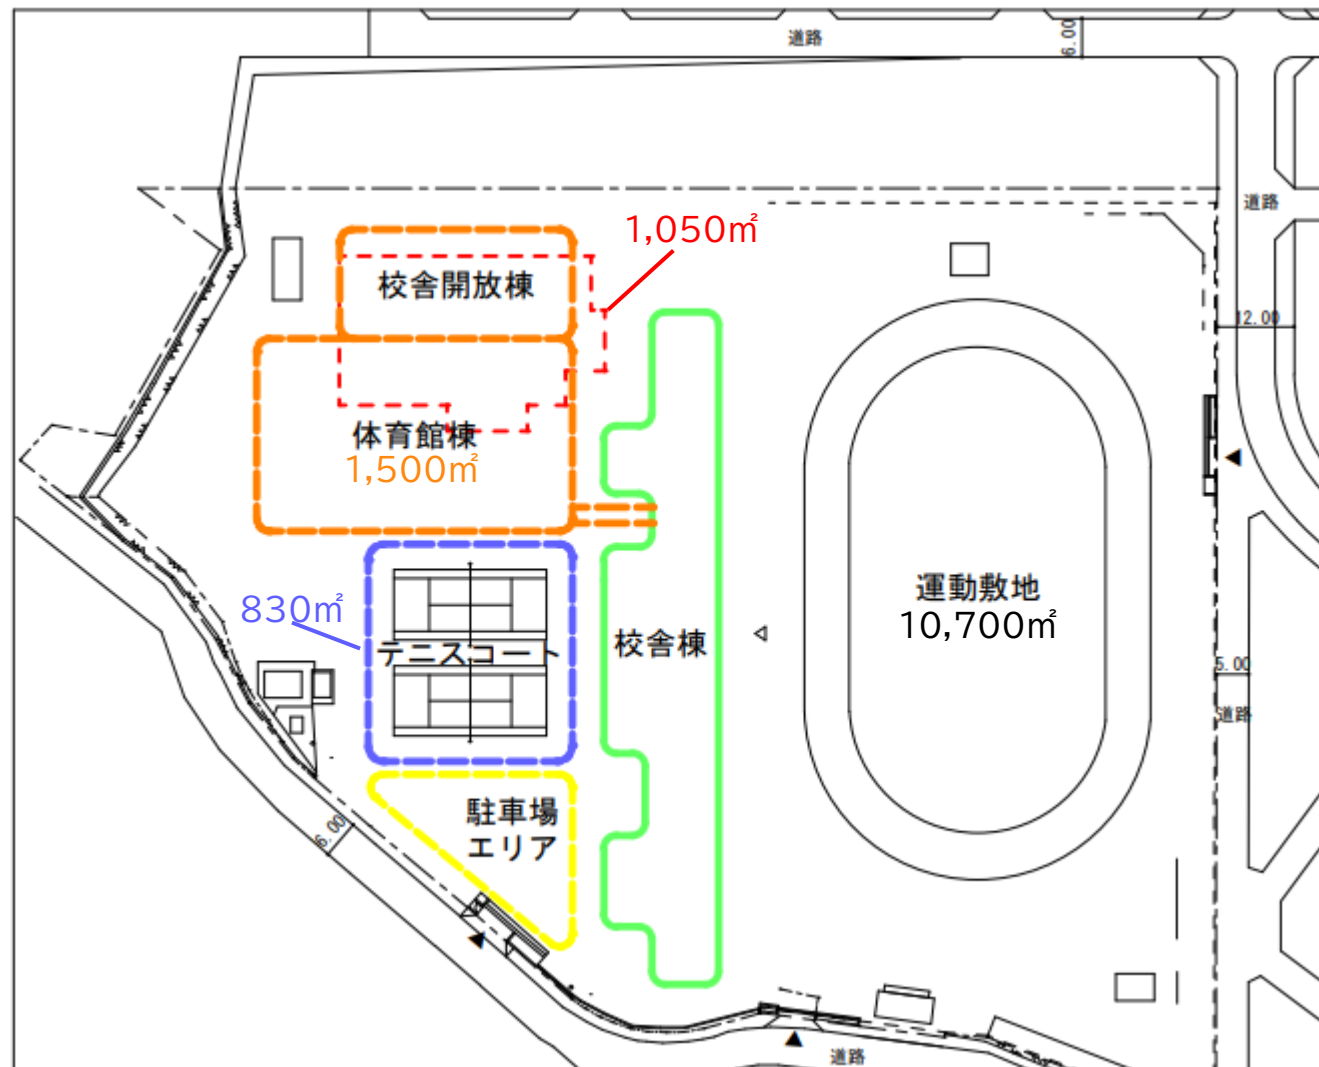 道路
6.00
道路
1,050㎡
校舎開放棟
12.00
体育館棟
1,500㎡
運動敷地
10,700㎡
830㎡
テニスコート
校舎棟
5.00
道路
駐車場
エリア
6.00
道路